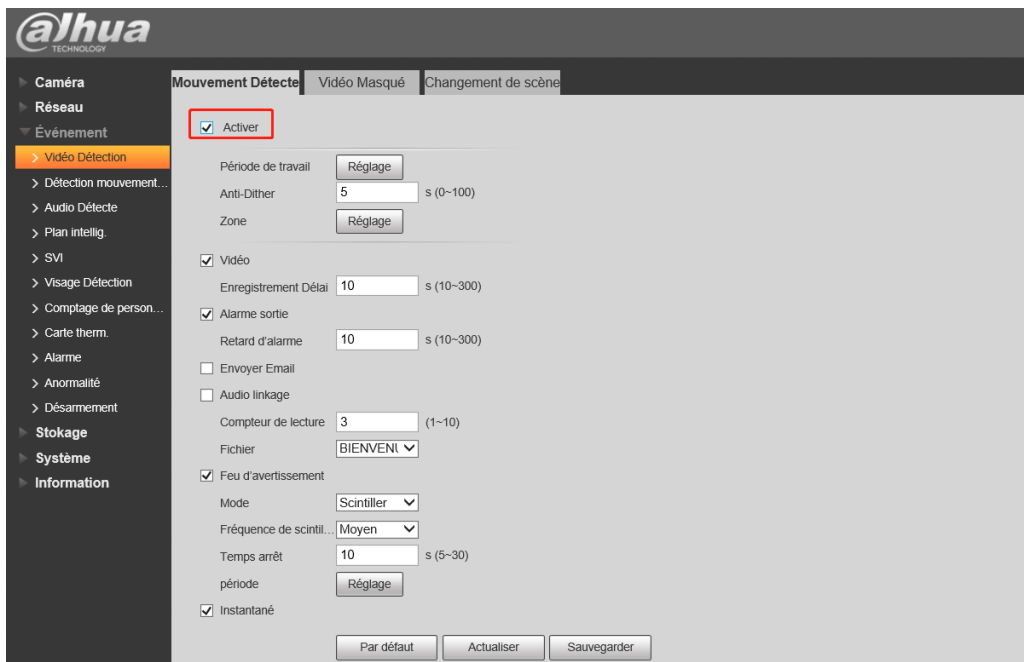 alhua
TECHNOLOGY
Caméra
Réseau
Événement
Vidéo Détection
Détection mouvement...
Audio Détecte
Plan intellig.
SVI
Visage Détection
Comptage de person...
Carte therm.
Alarme
Anormalité
Désarmement
Stokage
Système
Information
Mouvement Détecte Vidéo Masqué Changement de scène
Activer
Période de travail Réglage
Anti-Dither 5 s (0~100)
Zone Réglage
Vidéo
Enregistrement Délai 10 s (10~300)
Alarme sortie
Retard d'alarme 10 s (10~300)
Envoyer Email
Audio linkage
Compteur de lecture 3 (1~10)
Fichier BIENVENU
Feu d'avertissement
Mode Scintiller
Fréquence de scintil... Moyen
Temps arrêt 10 s (5~30)
période Réglage
Instantané
Par défaut Actualiser Sauvegarder